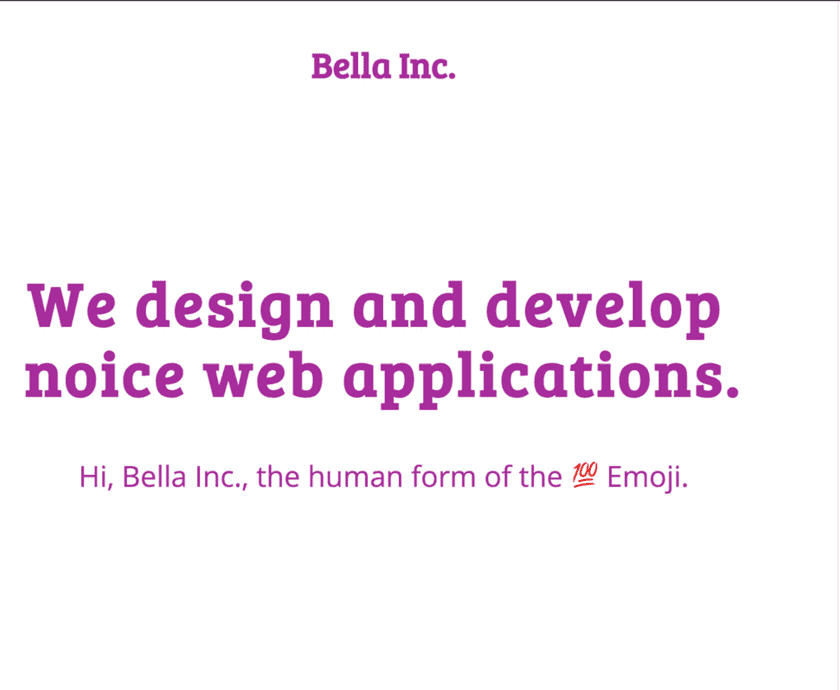 Bella Inc.
We design and develop
noice web applications.
Hi, Bella Inc., the human form of the 💯 Emoji.